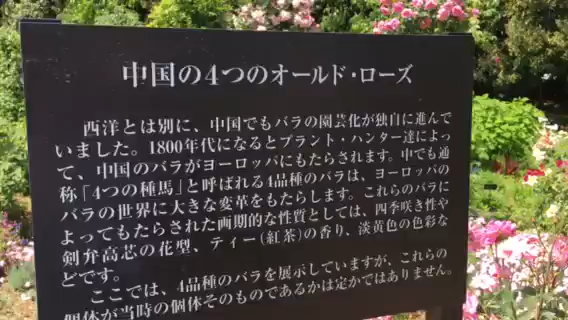 中国の4つのオールド・ローズ
西洋とは別に、中国でもバラの園芸化が独自に進んで
いました。1800年代になるとプラント・ハンター達によっ
て、中国のバラがヨーロッパにもたらされます。中でも通
称「4つの種馬」と呼ばれる4品種のバラは、ヨーロッパの
バラの世界に大きな変革をもたらします。これらのバラに
よってもたらされた画期的な性質としては、四季咲き性や
剣弁高芯の花型、ティー(紅茶)の香り、淡黄色の色彩な
どです。
ここでは、4品種のバラを展示していますが、これらの
個体が当時の個体そのものであるかは定かではありません。